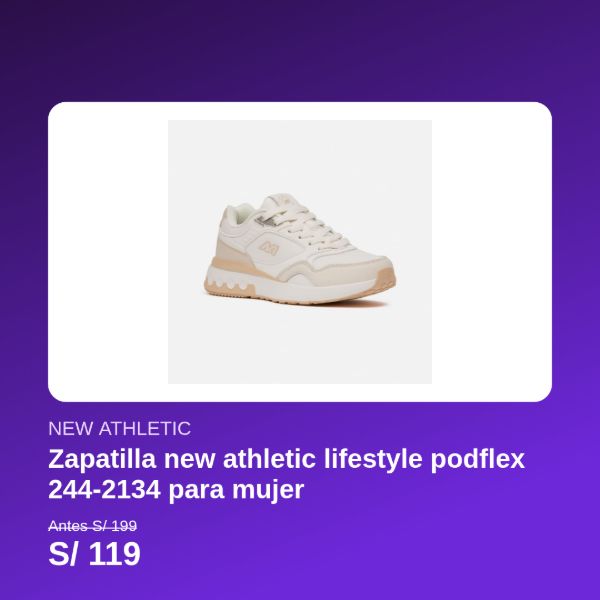 NEW ATHLETIC
Zapatilla new athletic lifestyle podflex
244-2134 para mujer
Antes S/ 199
S/ 119